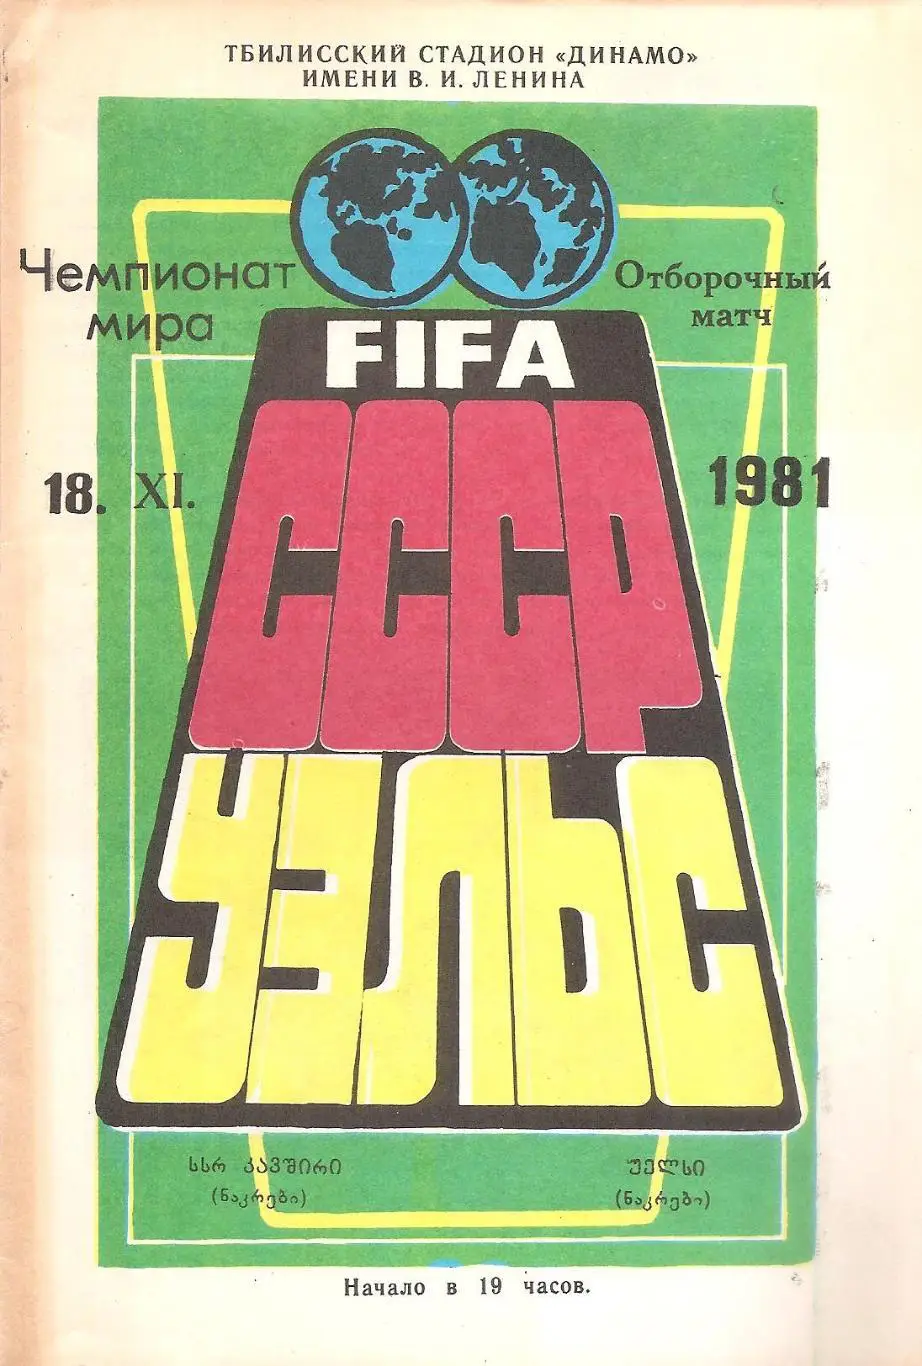 ТБИЛИССКИЙ СТАДИОН «ДИНАМО»
ИМЕНИ В. И. ЛЕНИНА
Чемпионат
мира
Отборочный
матч
FIFA
18. XI.
1981
СССР
УЭЛЬС
სსრ კავშირი
(ნაკრები)
უელსი
(ნაკრები)
Начало в 19 часов.